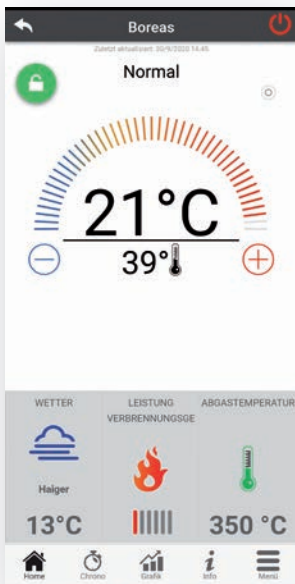 Boreas
Zuletzt aktualisiert: 30/9/2020 14:45
Normal
21°C
39°
WETTER
LEISTUNG
VERBRENNUNGSGE
ABGASTEMPERATUR
Haiger
13°C
350 °C
Home
Chrono
Grafik
Info
Menü